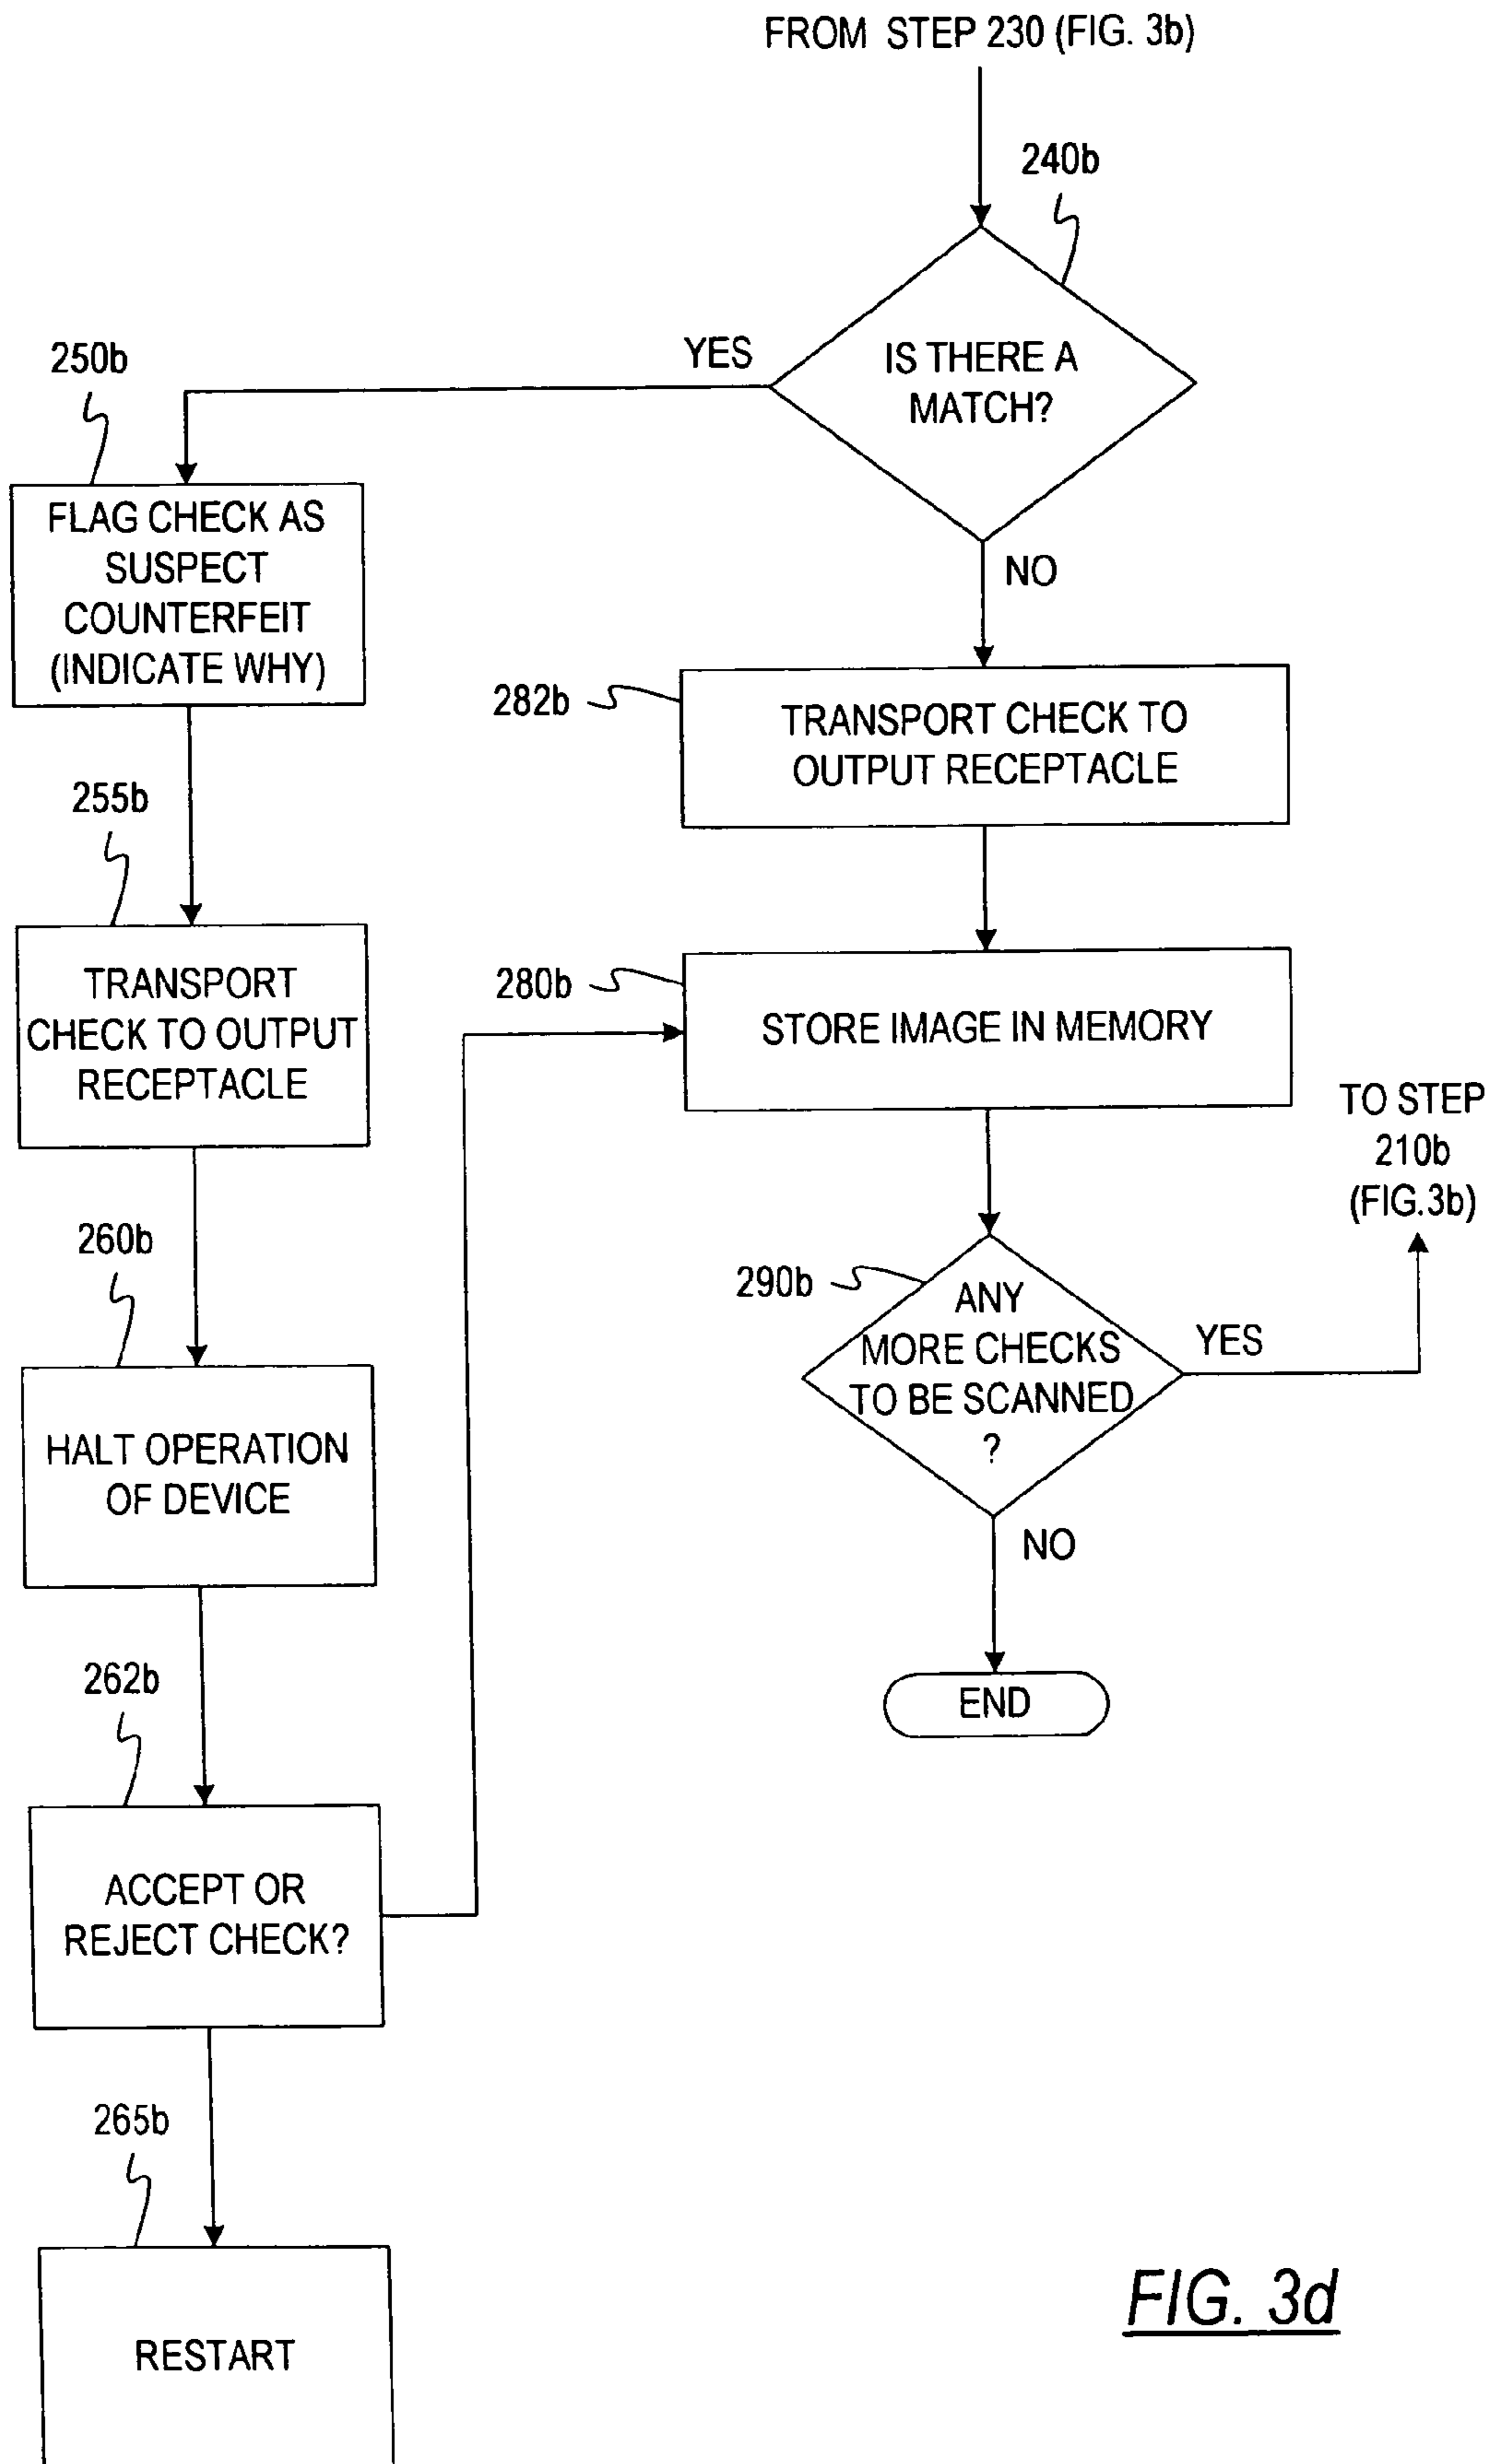 FROM STEP 230 (FIG. 3b)
240b
IS THERE A
MATCH?
YES
NO
250b
FLAG CHECK AS
SUSPECT
COUNTERFEIT
(INDICATE WHY)
282b
TRANSPORT CHECK TO
OUTPUT RECEPTACLE
255b
TRANSPORT
CHECK TO OUTPUT
RECEPTACLE
280b
STORE IMAGE IN MEMORY
TO STEP
210b
(FIG.3b)
260b
HALT OPERATION
OF DEVICE
290b
ANY
MORE CHECKS
TO BE SCANNED
?
YES
NO
END
262b
ACCEPT OR
REJECT CHECK?
265b
RESTART
FIG. 3d